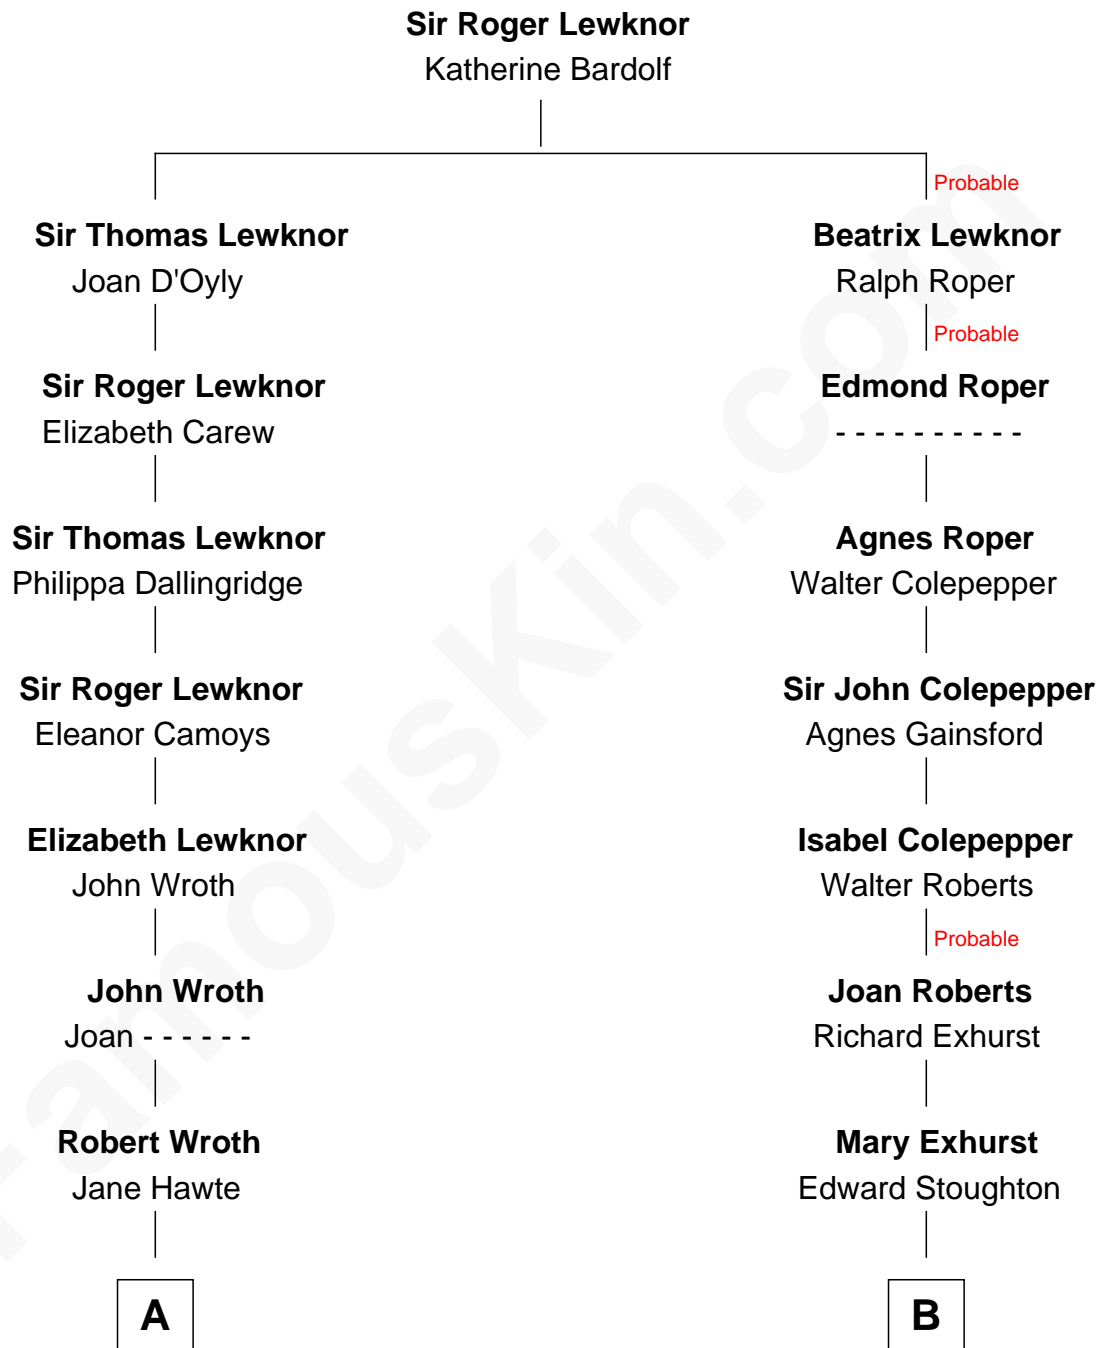 Sir Roger Lewknor
Katherine Bardolf
Probable
Sir Thomas Lewknor
Joan D'Oyly
Beatrix Lewknor
Ralph Roper
Probable
Sir Roger Lewknor
Elizabeth Carew
Edmond Roper
- - - - - - - - - -
Sir Thomas Lewknor
Philippa Dallingridge
Agnes Roper
Walter Colepepper
Sir Roger Lewknor
Eleanor Camoys
Sir John Colepepper
Agnes Gainsford
Elizabeth Lewknor
John Wroth
Isabel Colepepper
Walter Roberts
Probable
John Wroth
Joan - - - - - -
Joan Roberts
Richard Exhurst
Robert Wroth
Jane Hawte
Mary Exhurst
Edward Stoughton
A
B
FamousKin.com